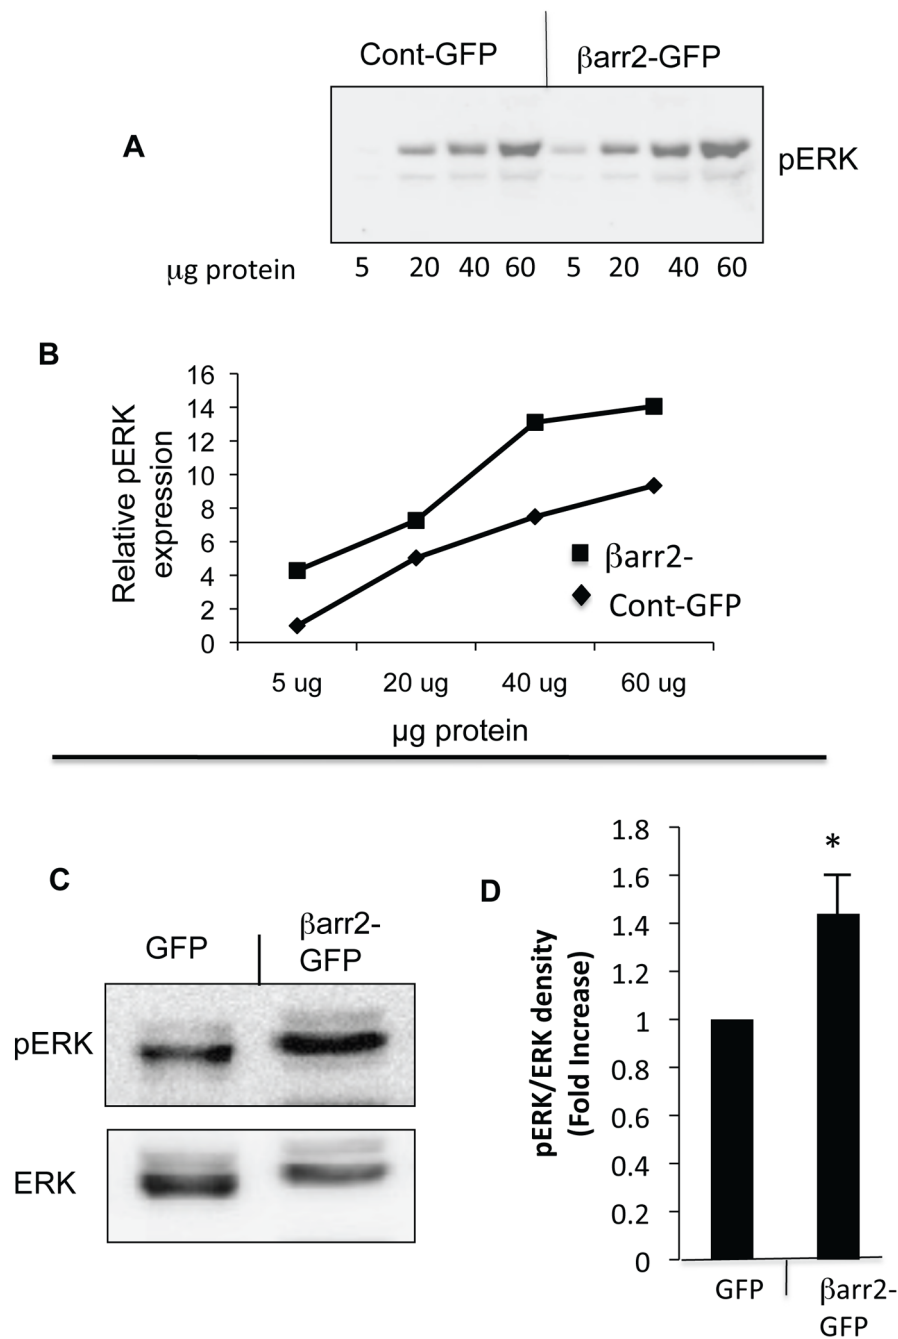 Cont-GFP βarr2-GFP
A
pERK
μg protein 5 20 40 60 5 20 40 60
B
Relative pERK
expression
16
14
12
10
8
6
4
2
0
βarr2-
Cont-GFP
5 ug 20 ug 40 ug 60 ug
μg protein
C
GFP
βarr2-
GFP
pERK
ERK
D
pERK/ERK density
(Fold Increase)
1.8
1.6
1.4
1.2
1
0.8
0.6
0.4
0.2
0
*
GFP
βarr2-
GFP